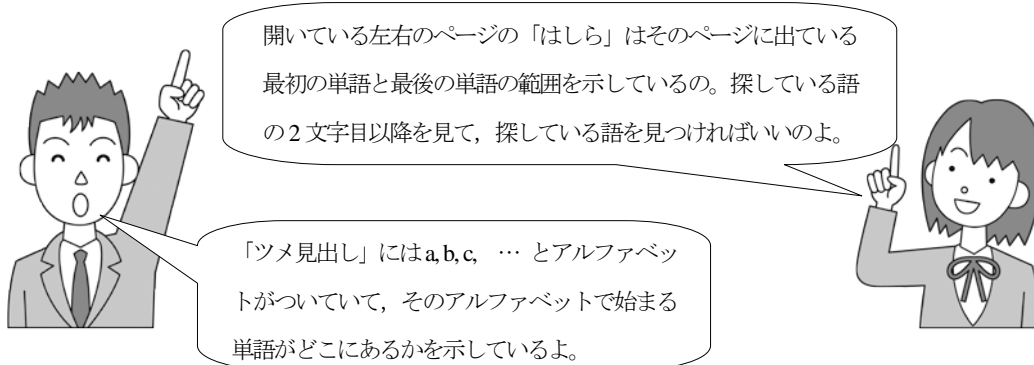 開いている左右のページの「はしら」はそのページに出ている
最初の単語と最後の単語の範囲を示しているの。探している語
の2文字目以降を見て，探している語を見つければいいのよ。
「ツメ見出し」には a, b, c, … とアルファベッ
トがついていて，そのアルファベットで始まる
単語がどこにあるかを示しているよ。